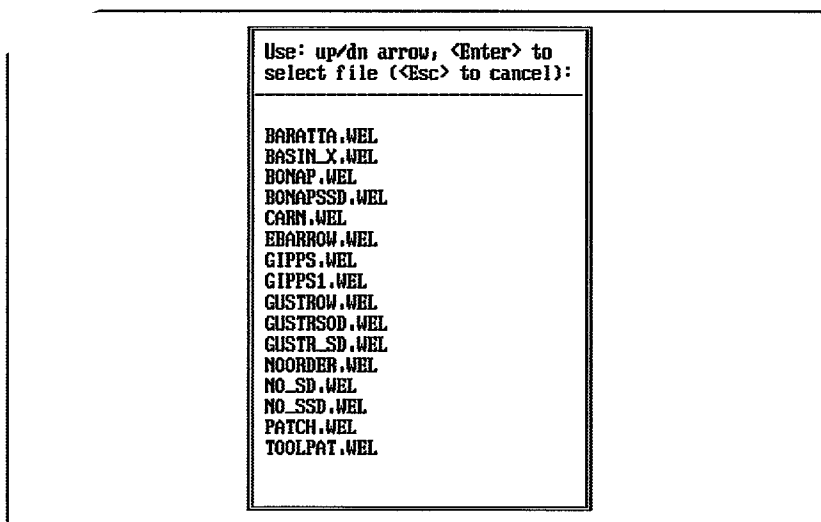 Use: up/dn arrow, <Enter> to
select file (<Esc> to cancel):
BARATTA.WEL
BASIN_X.WEL
BONAP.WEL
BONAPSSD.WEL
CARN.WEL
EBARROW.WEL
GIPPS.WEL
GIPPS1.WEL
GUSTROW.WEL
GUSTRSOD.WEL
GUSTR_SD.WEL
NOORDER.WEL
NO_SD.WEL
NO_SSD.WEL
PATCH.WEL
TOOLPAT.WEL